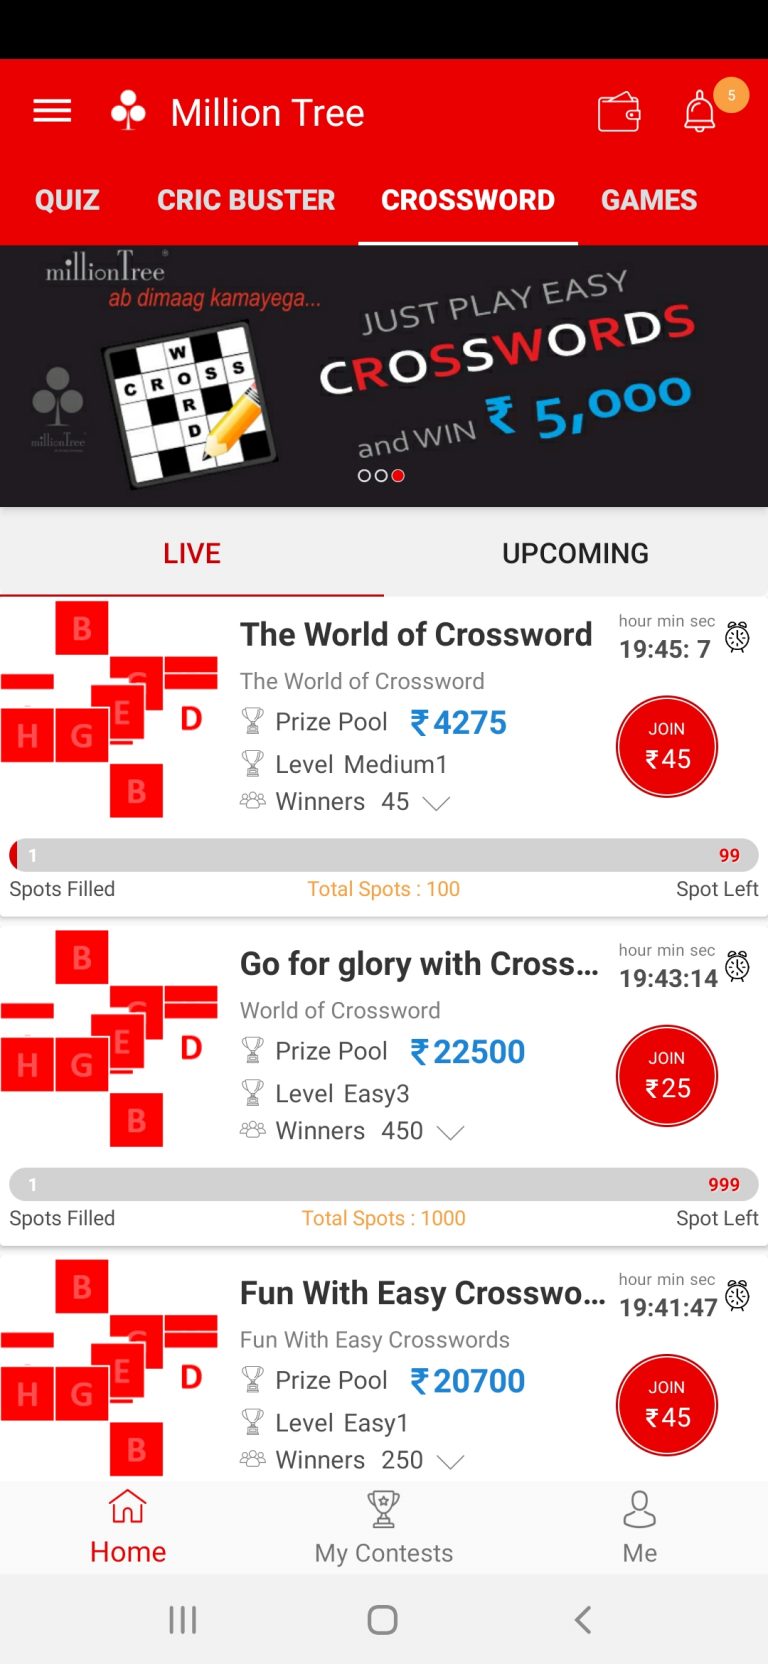 Million Tree
5
QUIZ CRIC BUSTER CROSSWORD GAMES
millionTree®
ab dimaag kamayega...
JUST PLAY EASY
CROSSWORDS
and WIN ₹ 5,000
W
C R O S S
R
D
millionTree
LIVE UPCOMING
B
G
E
D
H G
B
The World of Crossword
hour min sec
19:45: 7
The World of Crossword
Prize Pool ₹4275
Level Medium1
Winners 45
JOIN
₹45
1 99
Spots Filled Total Spots : 100 Spot Left
B
G
E
D
H G
B
Go for glory with Cross...
hour min sec
19:43:14
World of Crossword
Prize Pool ₹22500
Level Easy3
Winners 450
JOIN
₹25
1 999
Spots Filled Total Spots : 1000 Spot Left
B
G
E
D
H G
B
Fun With Easy Crosswo...
hour min sec
19:41:47
Fun With Easy Crosswords
Prize Pool ₹20700
Level Easy1
Winners 250
JOIN
₹45
Home My Contests Me